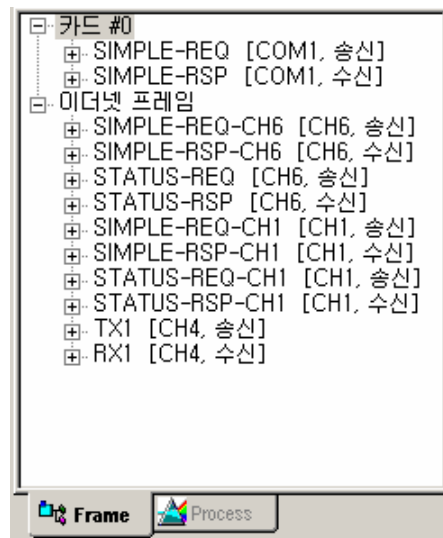 카드 #0
SIMPLE-REQ [COM1, 송신]
SIMPLE-RSP [COM1, 수신]
이더넷 프레임
SIMPLE-REQ-CH6 [CH6, 송신]
SIMPLE-RSP-CH6 [CH6, 수신]
STATUS-REQ [CH6, 송신]
STATUS-RSP [CH6, 수신]
SIMPLE-REQ-CH1 [CH1, 송신]
SIMPLE-RSP-CH1 [CH1, 수신]
STATUS-REQ-CH1 [CH1, 송신]
STATUS-RSP-CH1 [CH1, 수신]
TX1 [CH4, 송신]
RX1 [CH4, 수신]
Frame Process